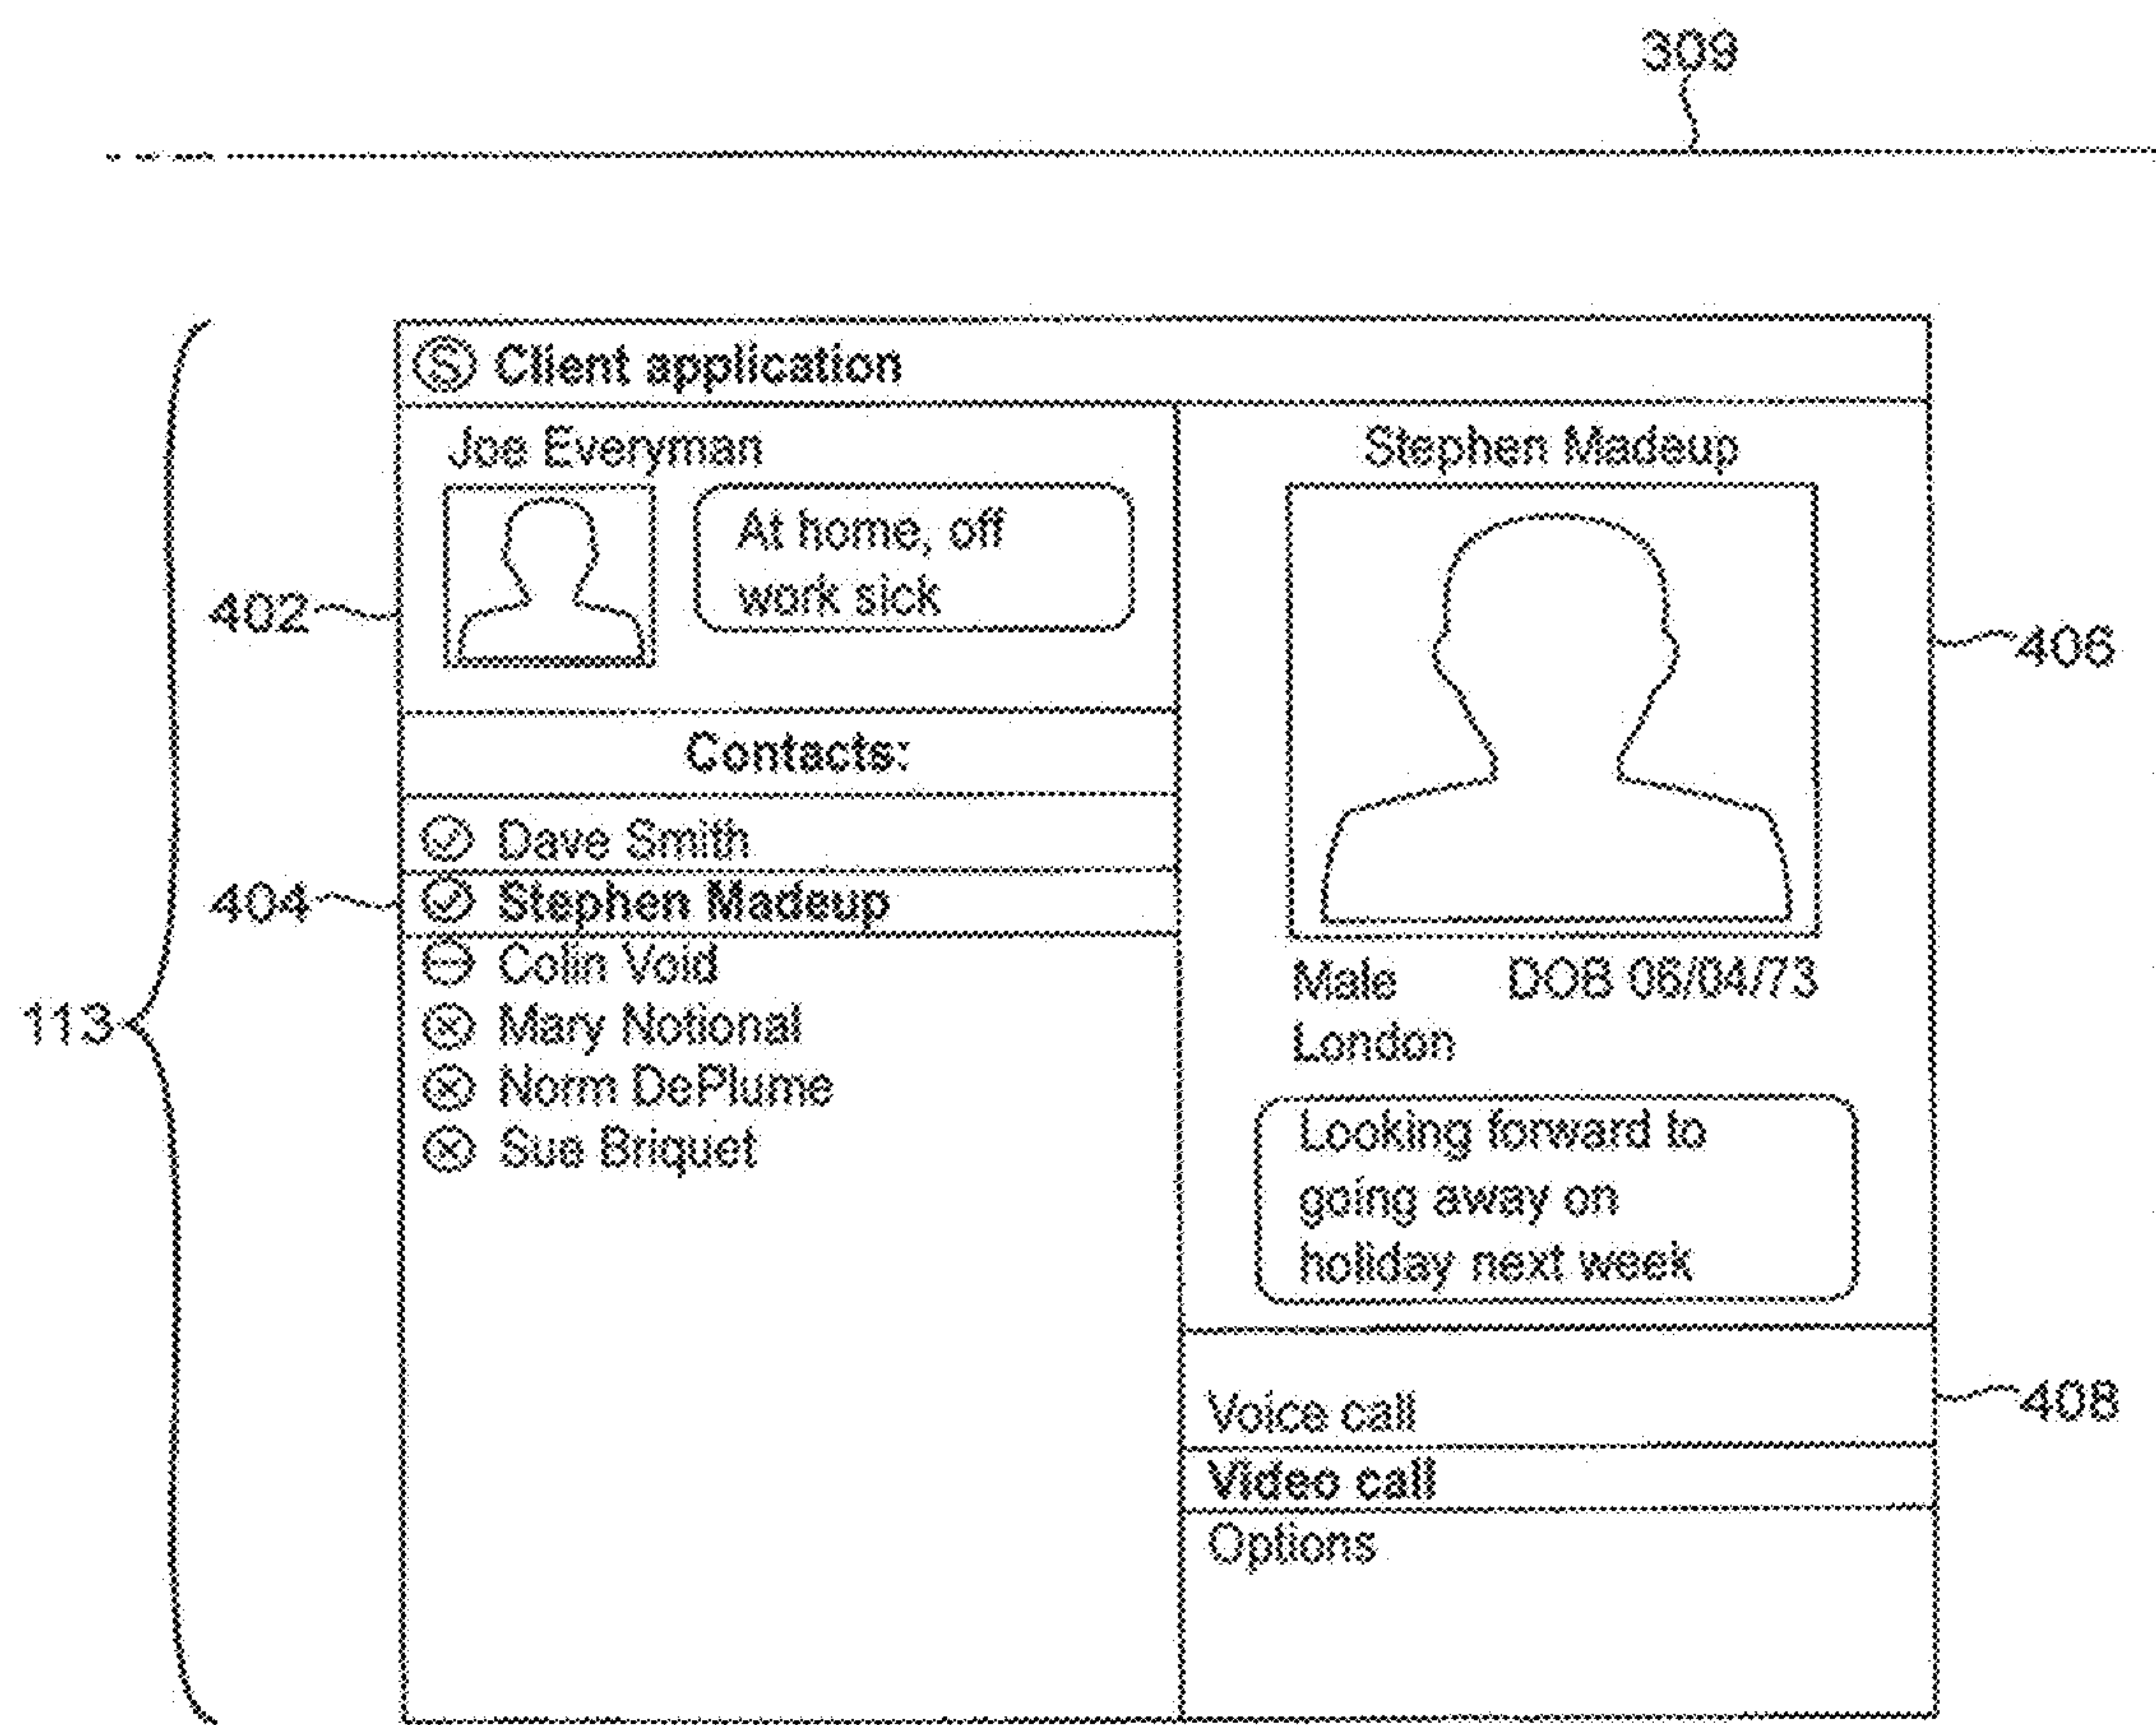 309
S Client application
Joe Everyman
At home, off
work sick
402
Contacts:
Dave Smith
404
Stephen Madeup
Colin Void
Mary Notional
113
Norm DePlume
Sue Briquet
Stephen Madeup
406
Male DOB 06/04/73
London
Looking forward to
going away on
holiday next week
Voice call
408
Video call
Options